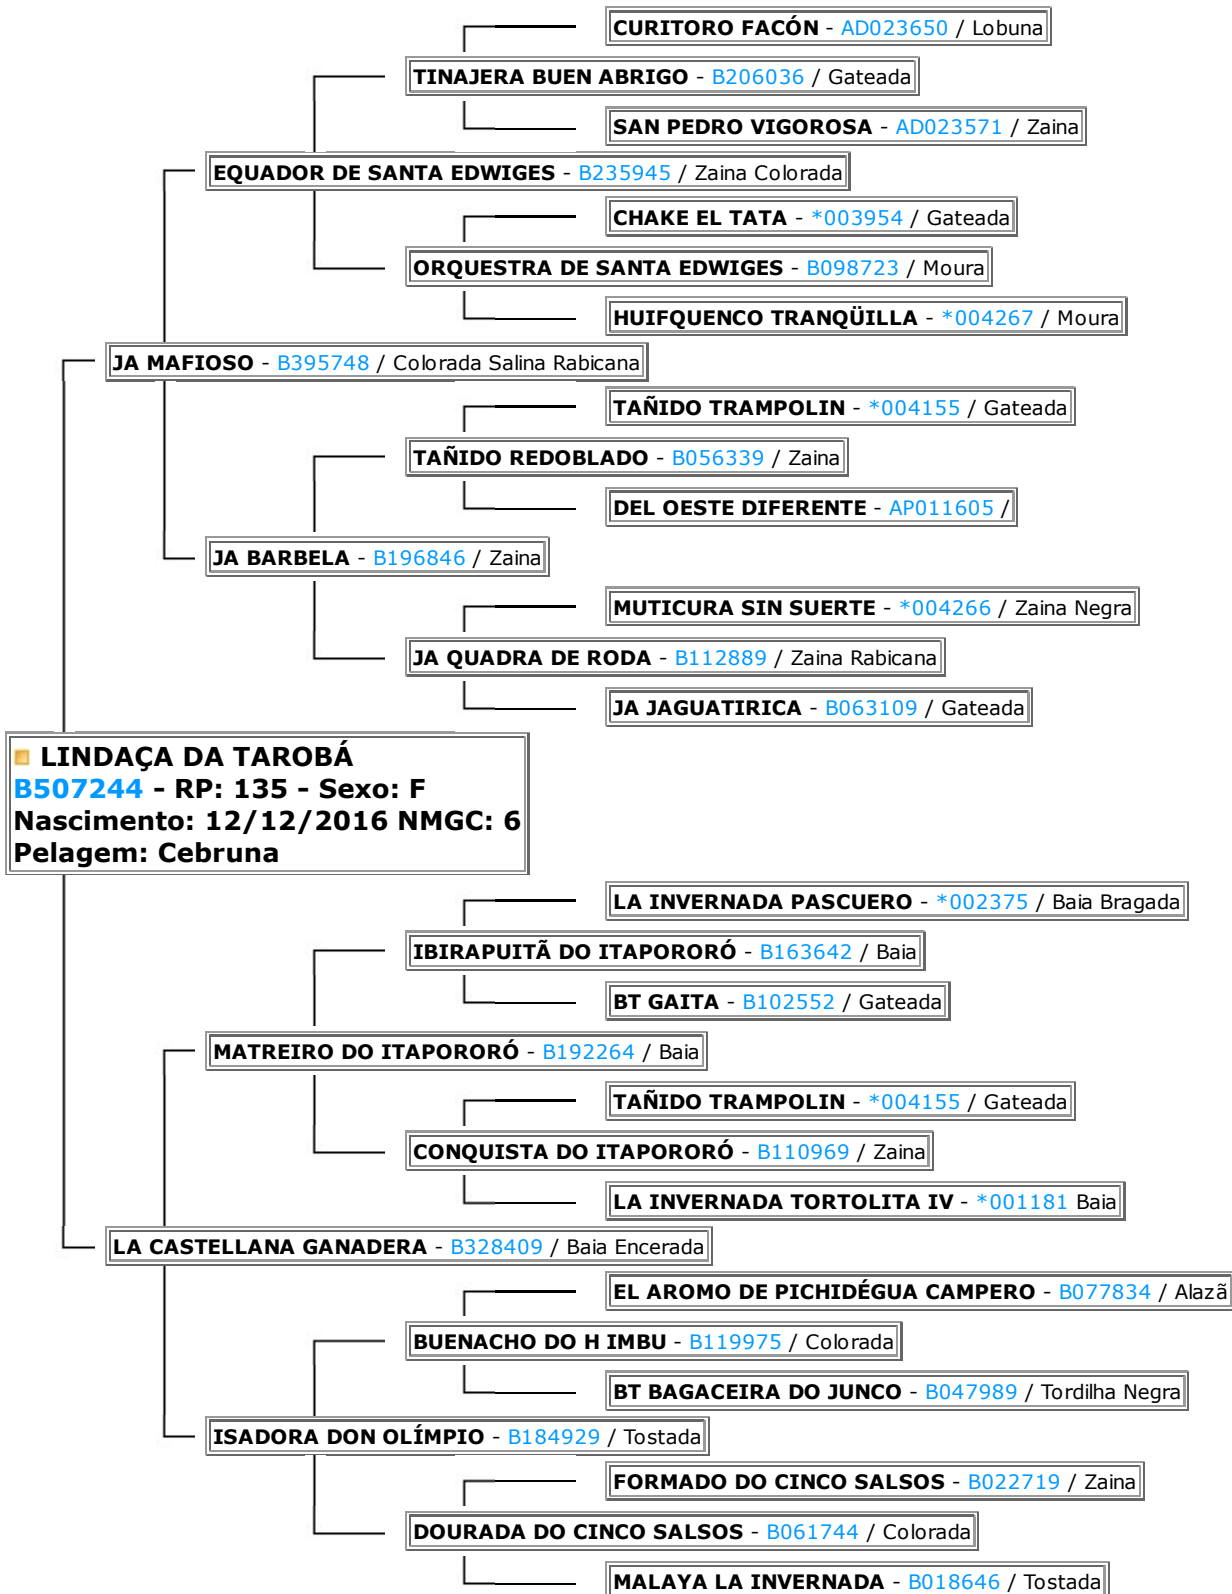 CURITORO FACÓN - AD023650 / Lobuna
TINAJERA BUEN ABRIGO - B206036 / Gateada
SAN PEDRO VIGOROSA - AD023571 / Zaina
EQUADOR DE SANTA EDWIGES - B235945 / Zaina Colorada
CHAKE EL TATA - *003954 / Gateada
ORQUESTRA DE SANTA EDWIGES - B098723 / Moura
HUIFQUENCO TRANQÜILLA - *004267 / Moura
JA MAFIOSO - B395748 / Colorada Salina Rabicana
TAÑIDO TRAMPOLIN - *004155 / Gateada
TAÑIDO REDOBLADO - B056339 / Zaina
DEL OESTE DIFERENTE - AP011605 /
JA BARBELA - B196846 / Zaina
MUTICURA SIN SUERTE - *004266 / Zaina Negra
JA QUADRA DE RODA - B112889 / Zaina Rabicana
JA JAGUATIRICA - B063109 / Gateada
LINDAÇA DA TAROBÁ
B507244 - RP: 135 - Sexo: F
Nascimento: 12/12/2016 NMGC: 6
Pelagem: Cebruna
LA INVERNADA PASCUERO - *002375 / Baia Bragada
IBIRAPUITÃ DO ITAPORORÓ - B163642 / Baia
BT GAITA - B102552 / Gateada
MATREIRO DO ITAPORORÓ - B192264 / Baia
TAÑIDO TRAMPOLIN - *004155 / Gateada
CONQUISTA DO ITAPORORÓ - B110969 / Zaina
LA INVERNADA TORTOLITA IV - *001181 Baia
LA CASTELLANA GANADERA - B328409 / Baia Encerada
EL AROMO DE PICHIDÉGUA CAMPERO - B077834 / Alazã
BUENACHO DO H IMBU - B119975 / Colorada
BT BAGACEIRA DO JUNCO - B047989 / Tordilha Negra
ISADORA DON OLÍMPIO - B184929 / Tostada
FORMADO DO CINCO SALSOS - B022719 / Zaina
DOURADA DO CINCO SALSOS - B061744 / Colorada
MALAYA LA INVERNADA - B018646 / Tostada